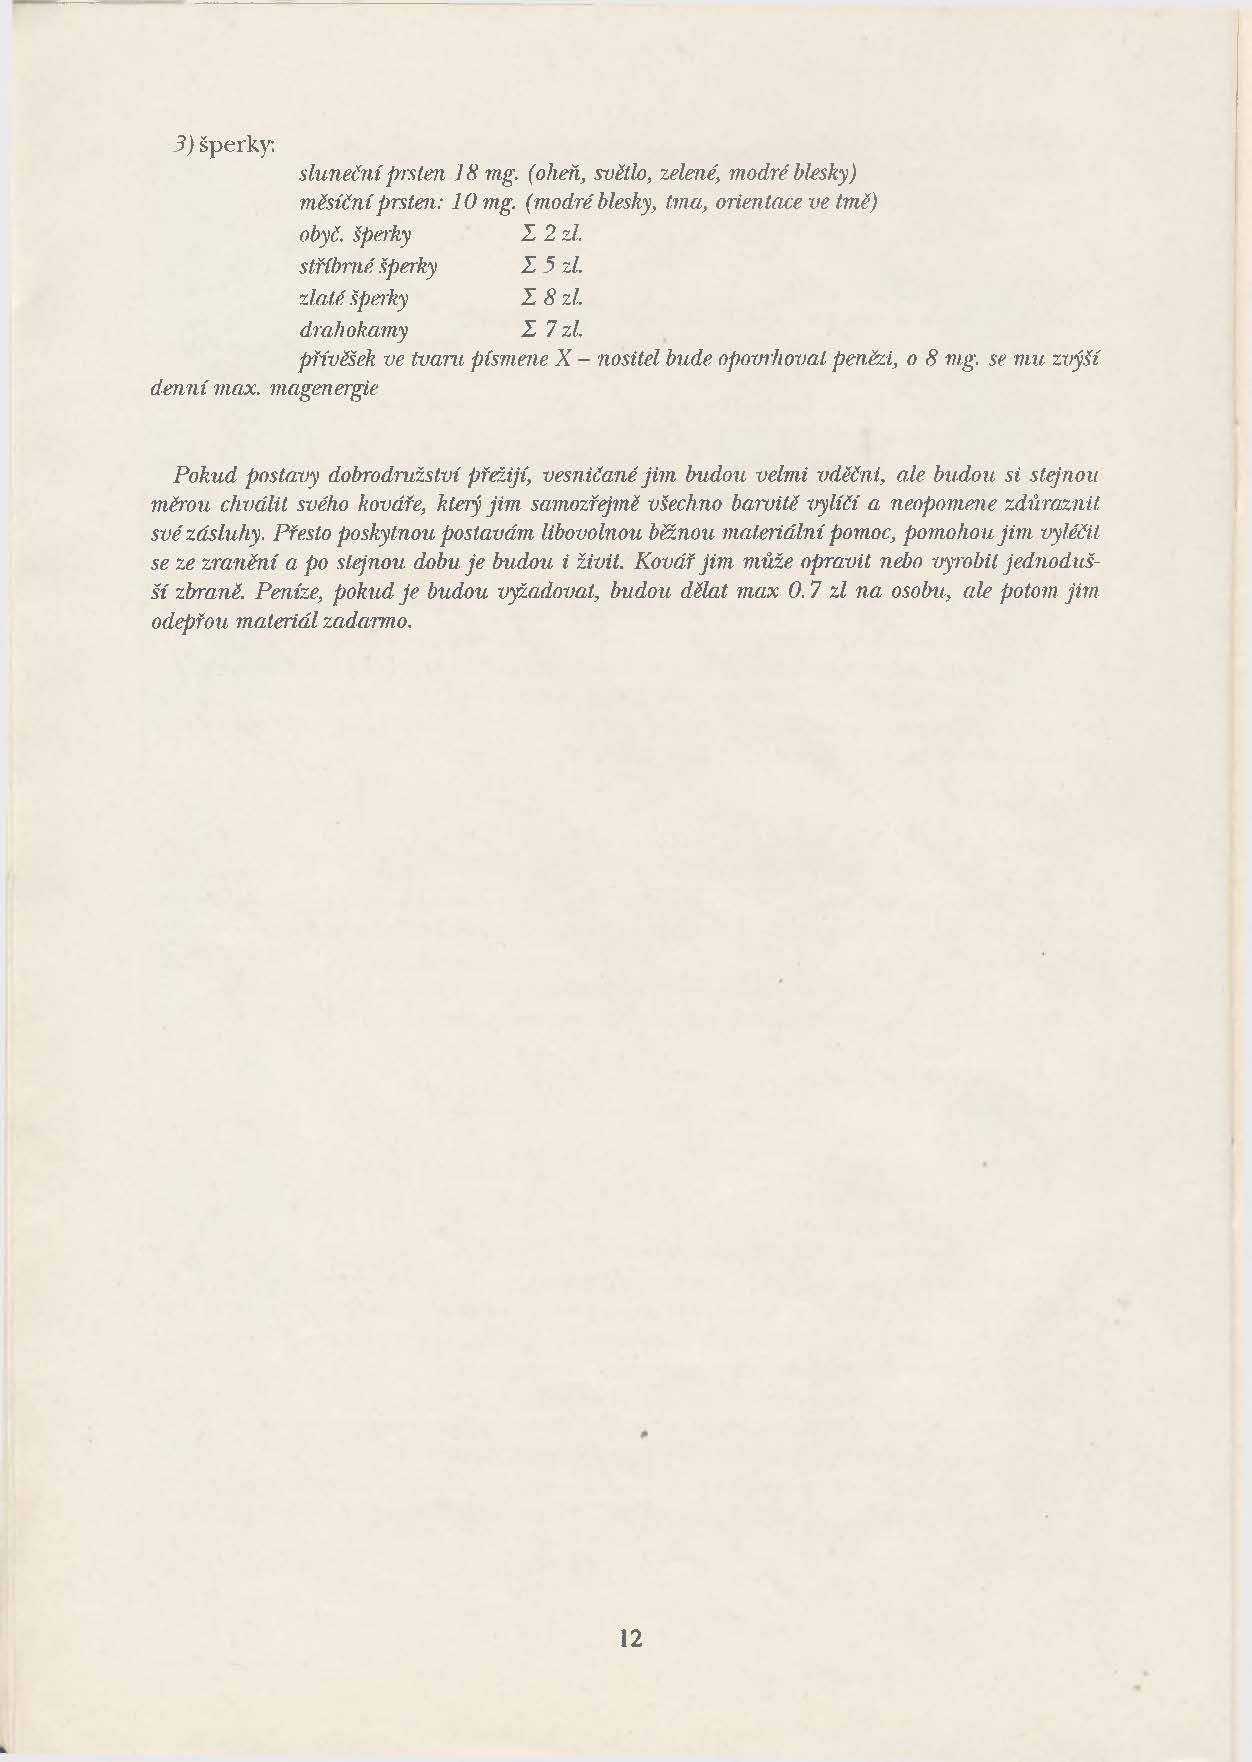 3) šperky:
sluneční prsten 18 mg. (oheň, světlo, zelené, modré blesky)
měsíční prsten: 10 mg. (modré blesky, tma, orientace ve tmě)
obyč. šperky Σ 2 zl.
stříbrné šperky Σ 5 zl.
zlaté šperky Σ 8 zl.
drahokamy Σ 7 zl.
přívěšek ve tvaru písmene X – nositel bude opovrhovat penězi, o 8 mg. se mu zvýší
denní max. magenergie
Pokud postavy dobrodružství přežijí, vesničané jim budou velmi vděčni, ale budou si stejnou
měrou chválit svého kováře, který jim samozřejmě všechno barvitě vylíčí a neopomene zdůraznit
své zásluhy. Přesto poskytnou postavám libovolnou běžnou materiální pomoc, pomohou jim vyléčit
se ze zranění a po stejnou dobu je budou i živit. Kovář jim může opravit nebo vyrobit jednoduš-
ší zbraně. Peníze, pokud je budou vyžadovat, budou dělat max 0.7 zl na osobu, ale potom jim
odepřou materiál zadarmo.
12